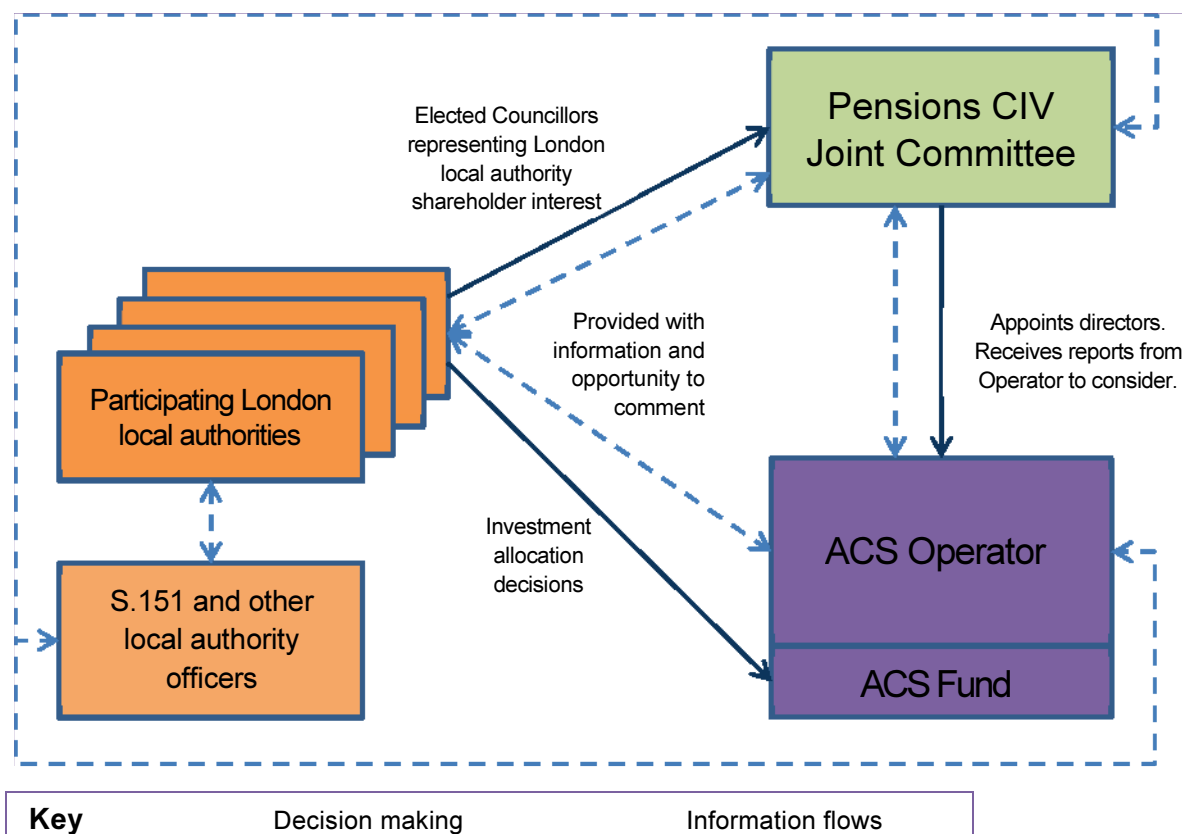 Pensions CIV
Joint Committee
Elected Councillors
representing London
local authority
shareholder interest
Provided with
information and
opportunity to
comment
Appoints directors.
Receives reports from
Operator to consider.
Participating London
local authorities
Investment
allocation
decisions
ACS Operator
S.151 and other
local authority
officers
ACS Fund
Key Decision making Information flows